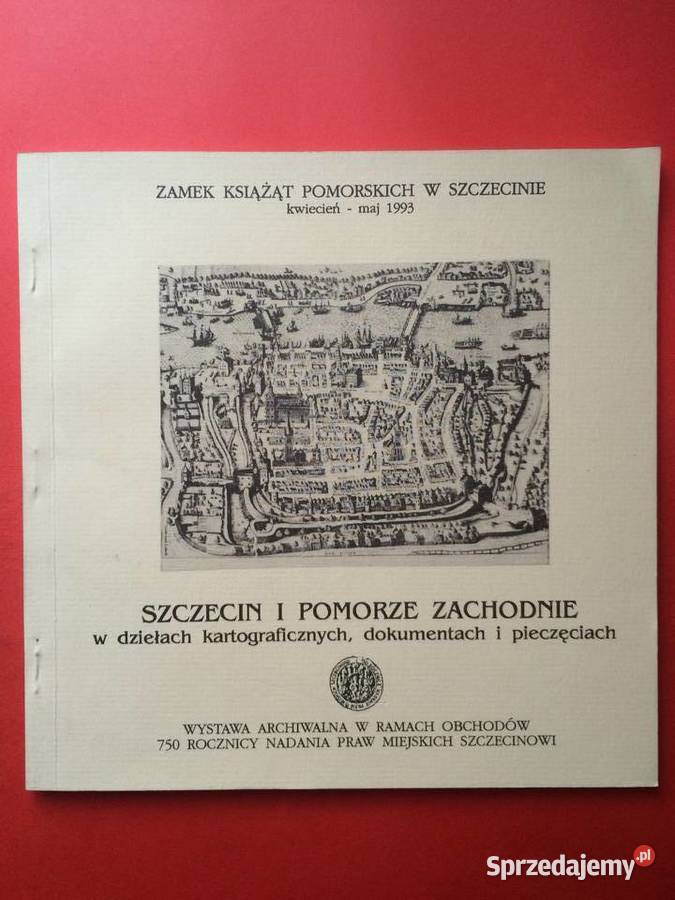 ZAMEK KSIĄŻĄT POMORSKICH W SZCZECINIE
kwiecień - maj 1993
SZCZECIN I POMORZE ZACHODNIE
w dziełach kartograficznych, dokumentach i pieczęciach
WYSTAWA ARCHIWALNA W RAMACH OBCHODÓW
750 ROCZNICY NADANIA PRAW MIEJSKICH SZCZECINOWI
Sprzedajemy.pl